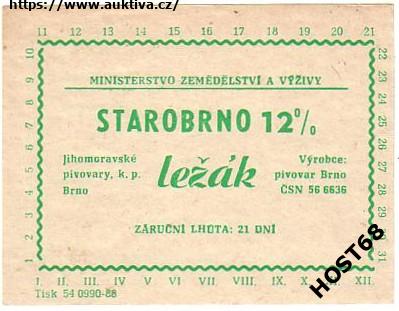 https://www.auktiva.cz/
11 12 13 14 15 16 17 18 19 20 21
MINISTERSTVO ZEMĚDĚLSTVÍ A VÝŽIVY
STAROBRNO 12%
Jihomoravské
pivovary, k. p.
Brno
ležák
Výrobce:
pivovar Brno
ČSN 56 6636
ZÁRUČNÍ LHŮTA: 21 DNÍ
10 9 8 7 6 5 4 3 2 1
22 23 24 25 26 27 28 29 30 31
I. II. III. IV. V. VI. VII. VIII. IX. X. XI. XII.
Tisk 54 0990-88
HOST68